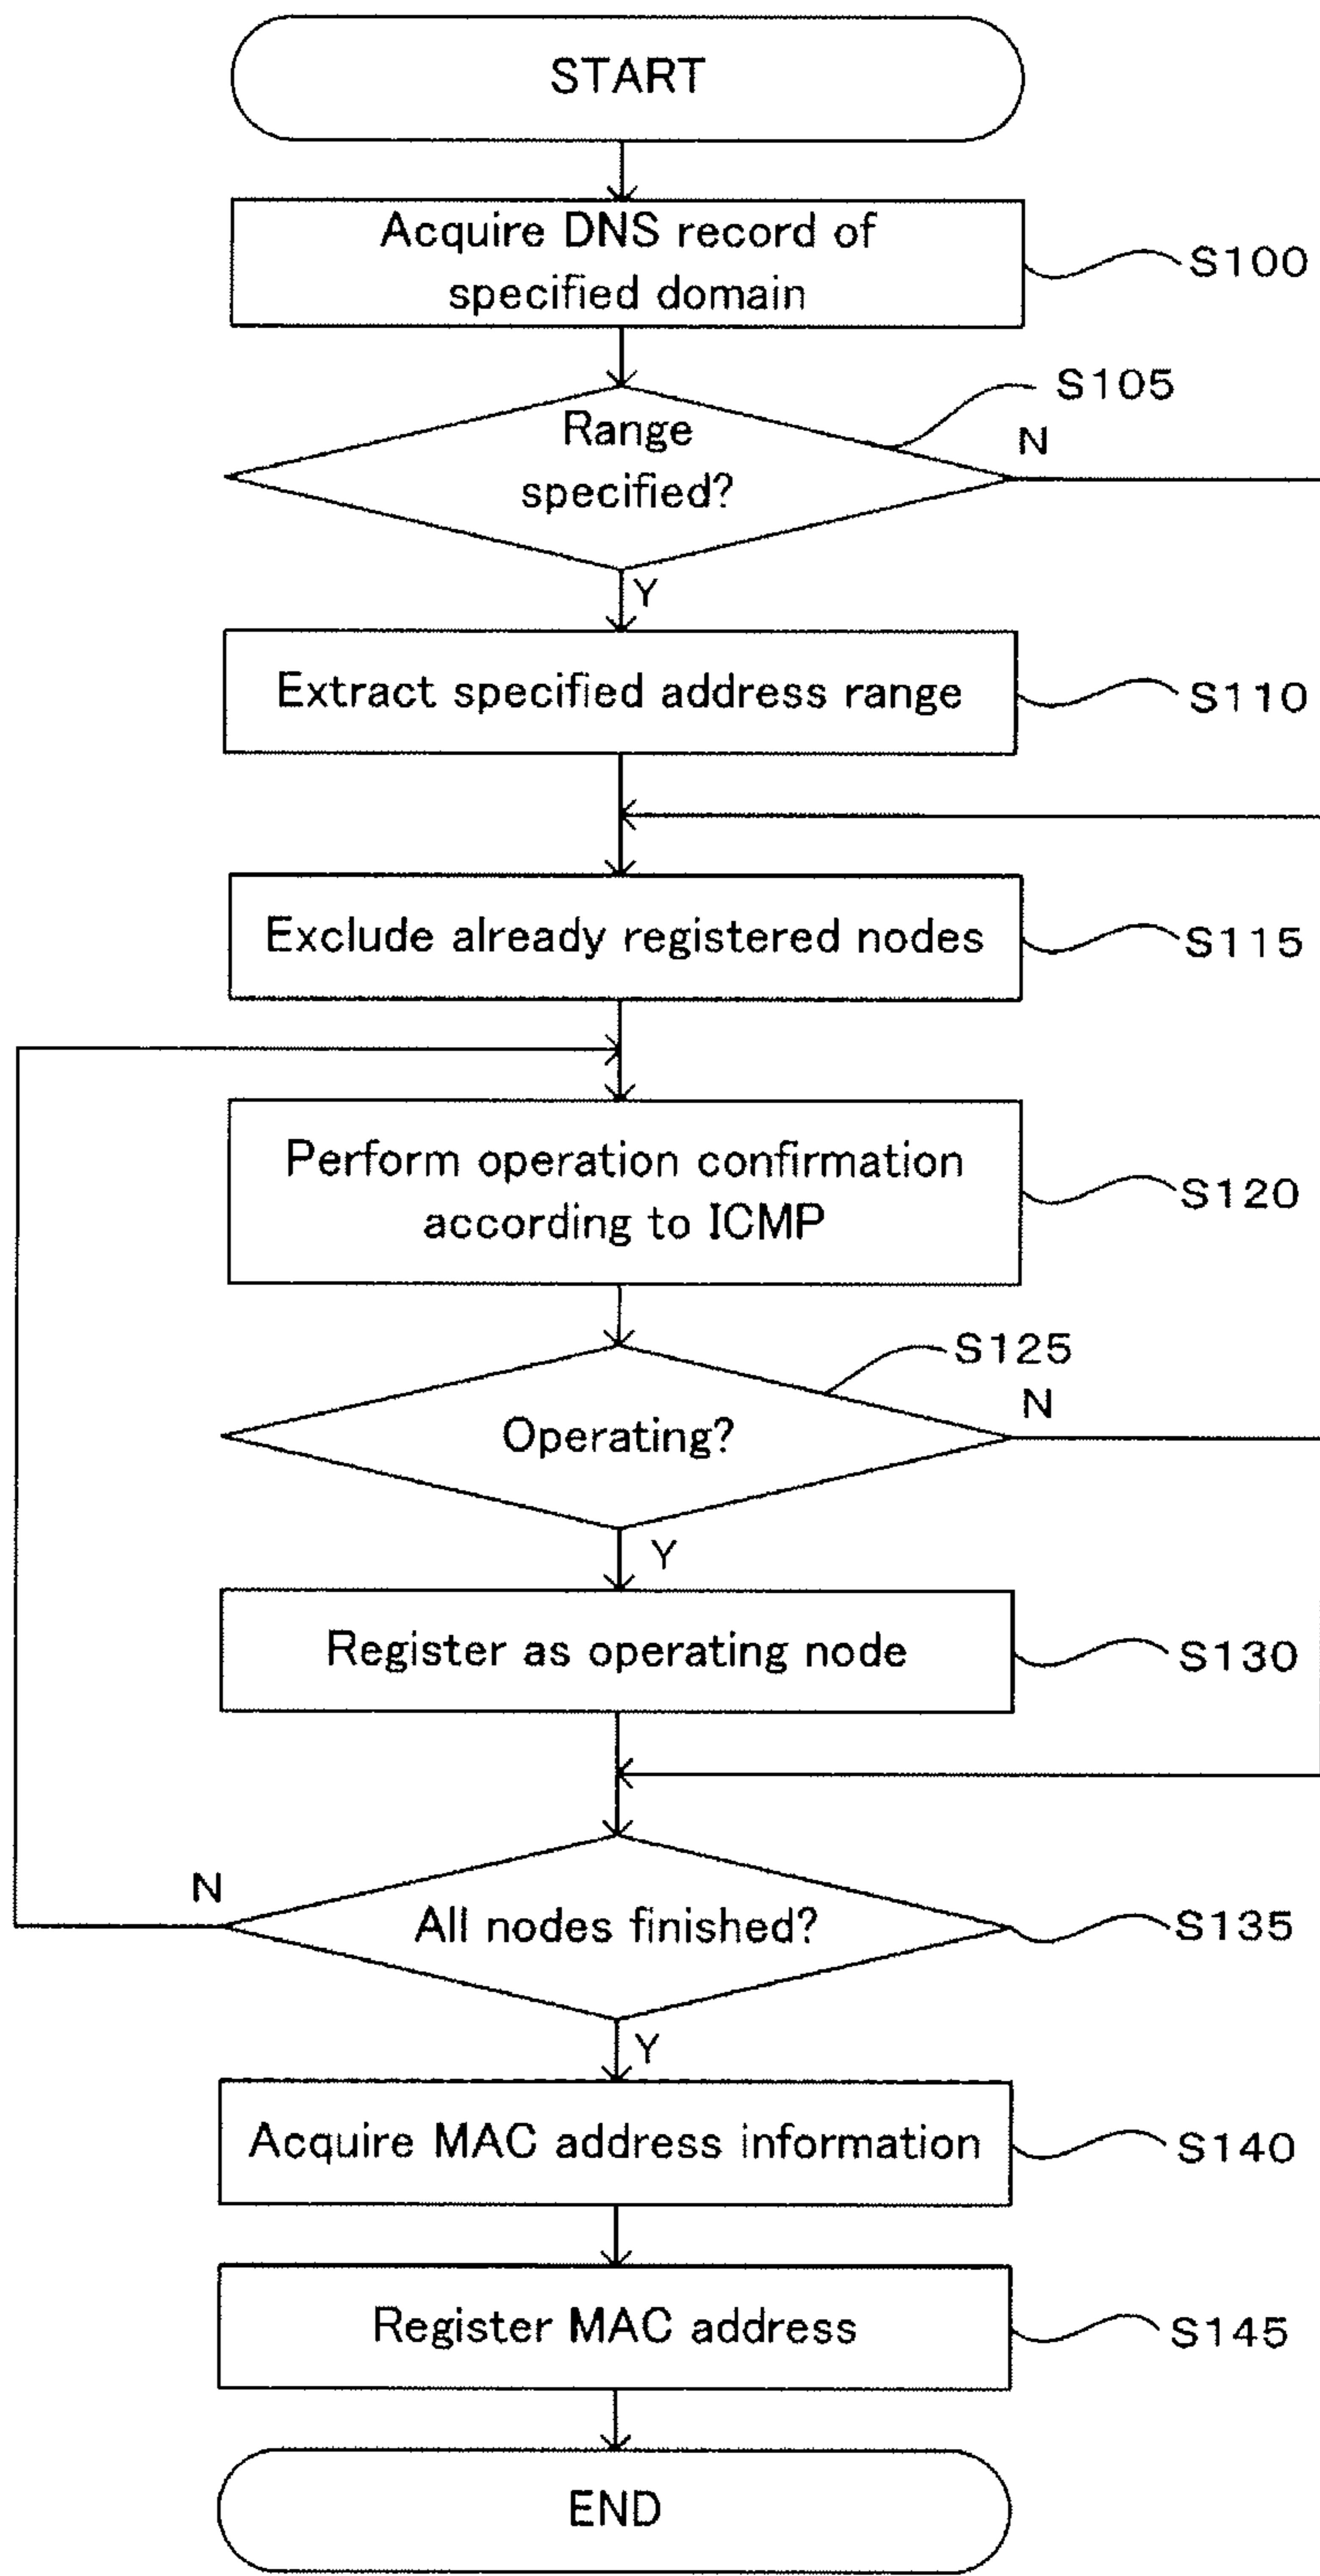 START
Acquire DNS record of
specified domain
S100
S105
Range
specified?
N
Y
Extract specified address range
S110
Exclude already registered nodes
S115
Perform operation confirmation
according to ICMP
S120
S125
Operating?
N
Y
Register as operating node
S130
N
All nodes finished?
S135
Y
Acquire MAC address information
S140
Register MAC address
S145
END